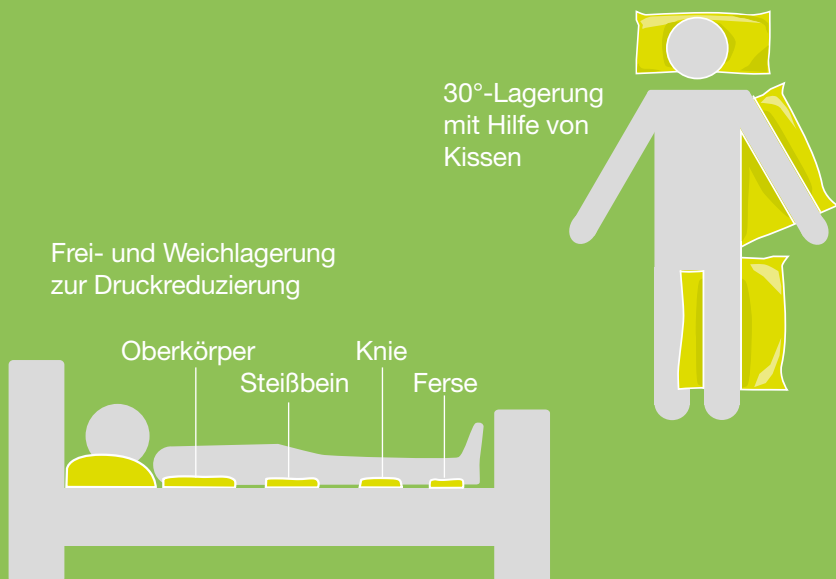 30°-Lagerung
mit Hilfe von
Kissen
Frei- und Weichlagerung
zur Druckreduzierung
Oberkörper
Knie
Steißbein
Ferse